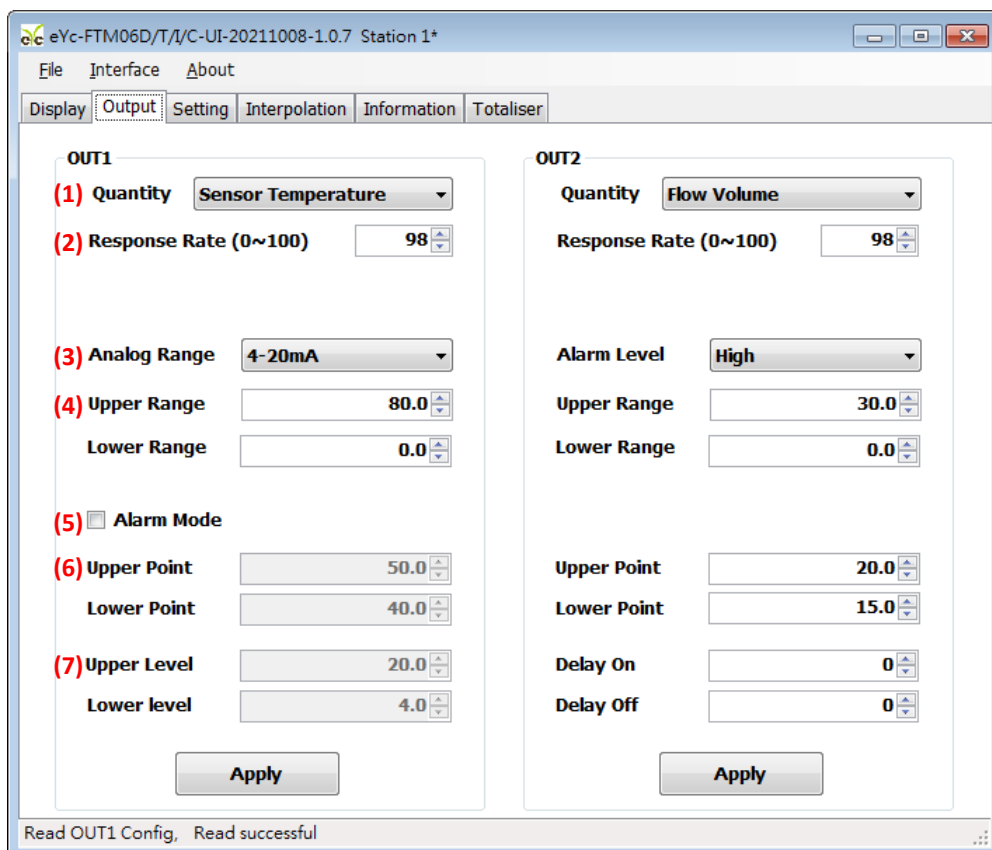 eYc eYc-FTM06D/T/I/C-UI-20211008-1.0.7 Station 1*
File Interface About
Display Output Setting Interpolation Information Totaliser
OUT1
(1) Quantity Sensor Temperature
(2) Response Rate (0~100) 98
(3) Analog Range 4-20mA
(4) Upper Range 80.0
Lower Range 0.0
(5) Alarm Mode
(6) Upper Point 50.0
Lower Point 40.0
(7) Upper Level 20.0
Lower level 4.0
Apply
OUT2
Quantity Flow Volume
Response Rate (0~100) 98
Alarm Level High
Upper Range 30.0
Lower Range 0.0
Upper Point 20.0
Lower Point 15.0
Delay On 0
Delay Off 0
Apply
Read OUT1 Config, Read successful